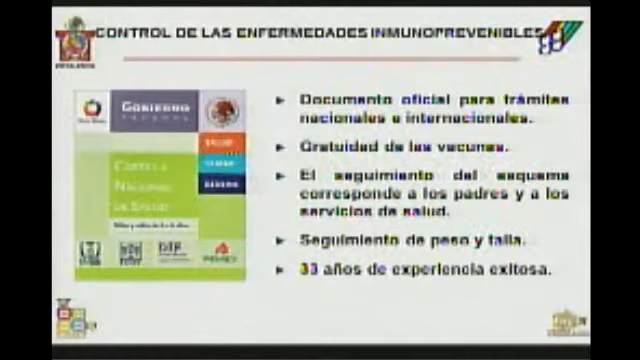 CONTROL DE LAS ENFERMEDADES INMUNOPREVENIBLES
GOBIERNO
FEDERAL
SALUD
CARTILLA
NACIONAL
DE SALUD
DIF
PEMEX
► Documento oficial para trámites
nacionales e internacionales.
► Gratuidad de las vacunas.
► El seguimiento del esquema
corresponde a los padres y a los
servicios de salud.
► Seguimiento de peso y talla.
► 33 años de experiencia exitosa.